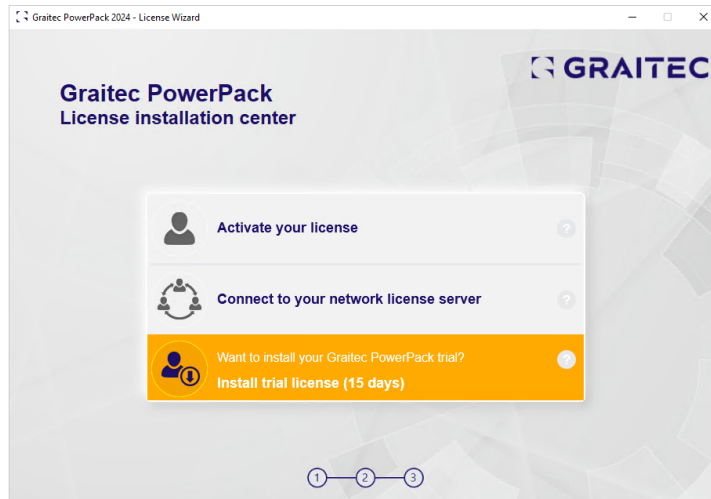 Graitec PowerPack 2024 - License Wizard
GRAITEC
Graitec PowerPack
License installation center
Activate your license
?
Connect to your network license server
?
Want to install your Graitec PowerPack trial?
?
Install trial license (15 days)
1 2 3